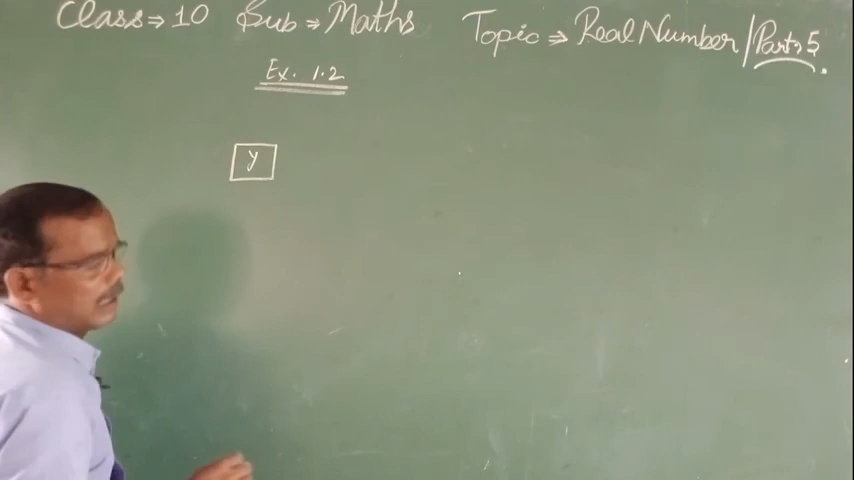 Class ⇒ 10 Sub ⇒ Maths Topic ⇒ Real Number / Part 5
Ex. 1.2
y